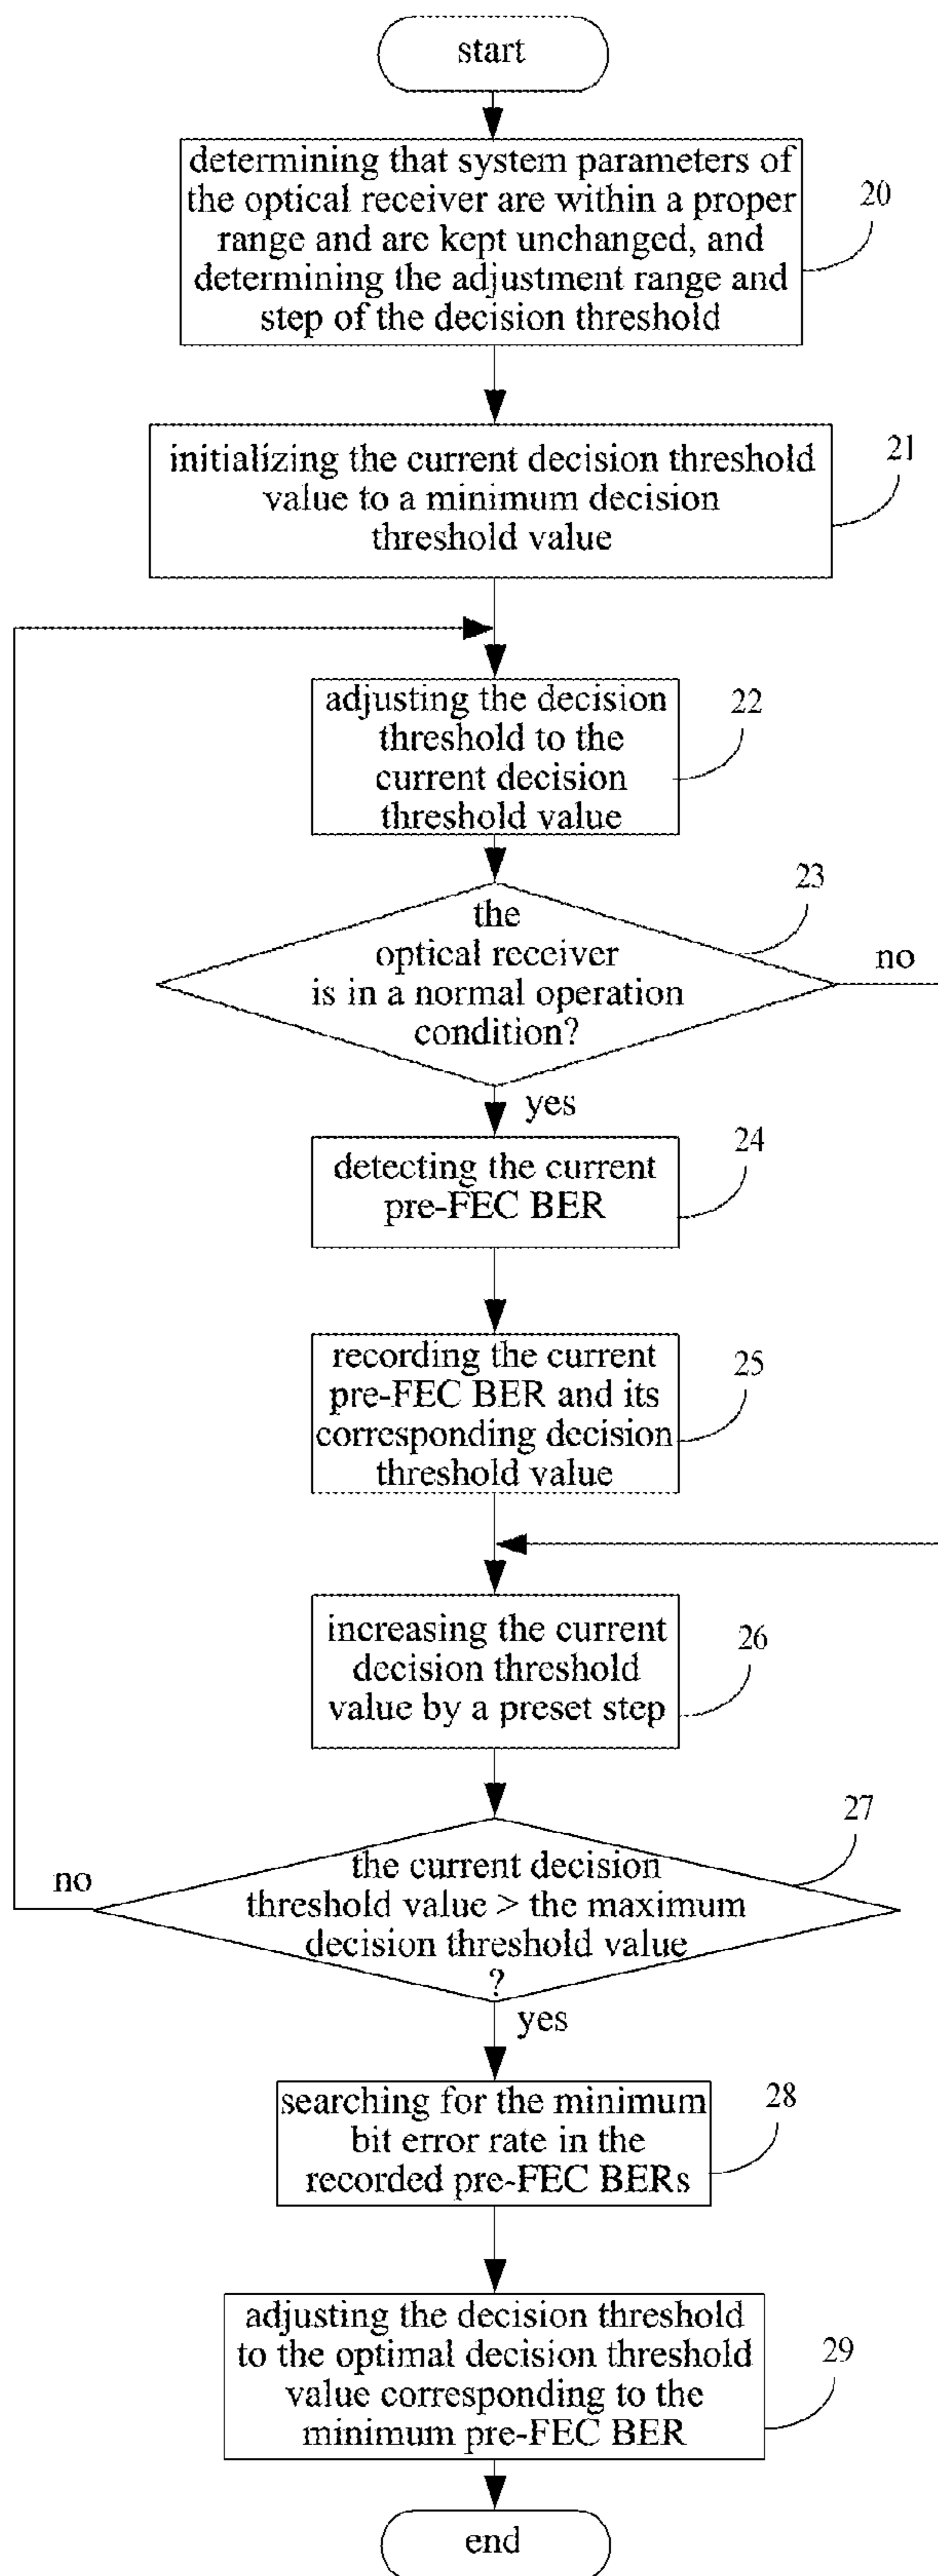 start
determining that system parameters of
the optical receiver are within a proper
range and are kept unchanged, and
determining the adjustment range and
step of the decision threshold
20
initializing the current decision threshold
value to a minimum decision
threshold value
21
adjusting the decision
threshold to the
current decision
threshold value
22
the
optical receiver
is in a normal operation
condition?
23
no
yes
detecting the current
pre-FEC BER
24
recording the current
pre-FEC BER and its
corresponding decision
threshold value
25
increasing the current
decision threshold
value by a preset step
26
the current decision
threshold value > the maximum
decision threshold value
?
27
no
yes
searching for the minimum
bit error rate in the
recorded pre-FEC BERs
28
adjusting the decision threshold
to the optimal decision threshold
value corresponding to the
minimum pre-FEC BER
29
end